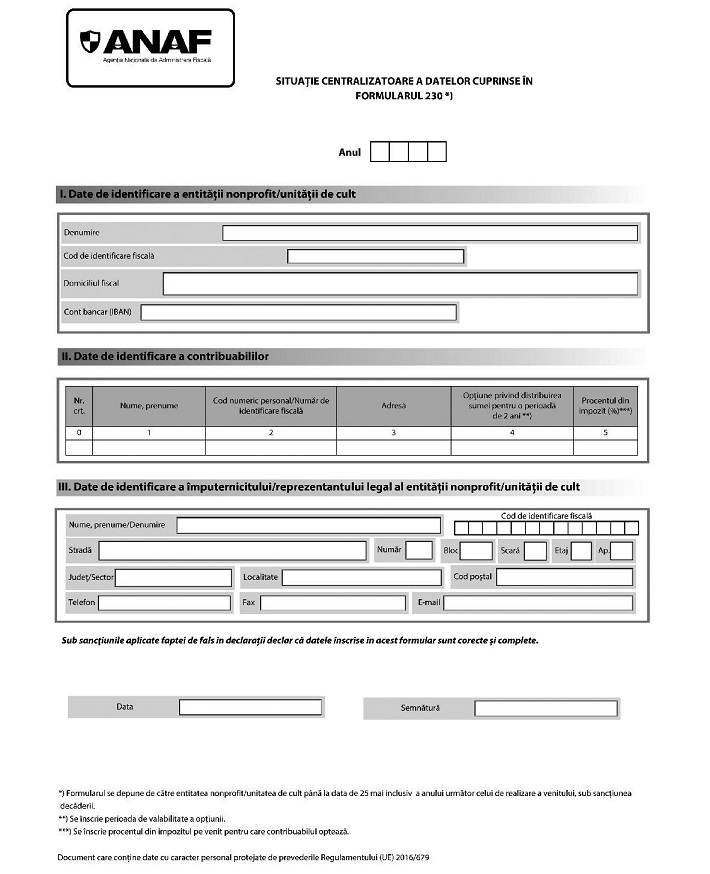 ANAF
Agenția Națională de Administrare Fiscală
SITUAȚIE CENTRALIZATOARE A DATELOR CUPRINSE ÎN
FORMULARUL 230 *)
Anul
I. Date de identificare a entității nonprofit/unității de cult
Denumire
Cod de identificare fiscală
Domiciliul fiscal
Cont bancar (IBAN)
II. Date de identificare a contribuabililor
Nr. crt.
Nume, prenume
Cod numeric personal/Număr de identificare fiscală
Adresă
Opțiune privind distribuirea sumei pentru o perioadă de 2 ani **)
Procentul din impozit (%)***)
0 1 2 3 4 5
III. Date de identificare a împuternicitului/reprezentantului legal al entității nonprofit/unității de cult
Nume, prenume/Denumire
Cod de identificare fiscală
Stradă Număr Bloc Scară Etaj Ap.
Județ/Sector Localitate Cod poștal
Telefon Fax E-mail
Sub sancțiunile aplicate faptei de fals în declarații declar că datele înscrise în acest formular sunt corecte și complete.
Data Semnătură
*) Formularul se depune de către entitatea nonprofit/unitatea de cult până la data de 25 mai inclusiv a anului următor celui de realizare a venitului, sub sancțiunea
decăderii.
**) Se înscrie perioada de valabilitate a opțiunii.
***) Se înscrie procentul din impozitul pe venit pentru care contribuabilul optează.
Document care conține date cu caracter personal protejate de prevederile Regulamentului (UE) 2016/679